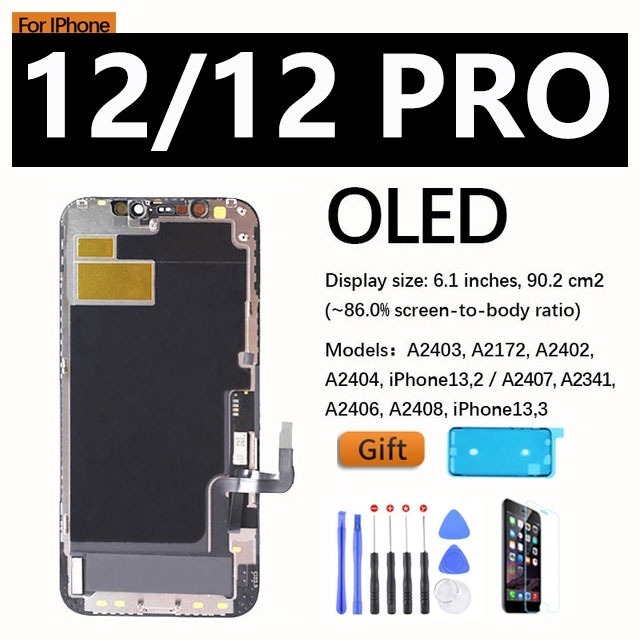 For IPhone
12/12 PRO
OLED
Display size: 6.1 inches, 90.2 cm2
(~86.0% screen-to-body ratio)
Models：A2403, A2172, A2402,
A2404, iPhone13,2 / A2407, A2341,
A2406, A2408, iPhone13,3
Gift